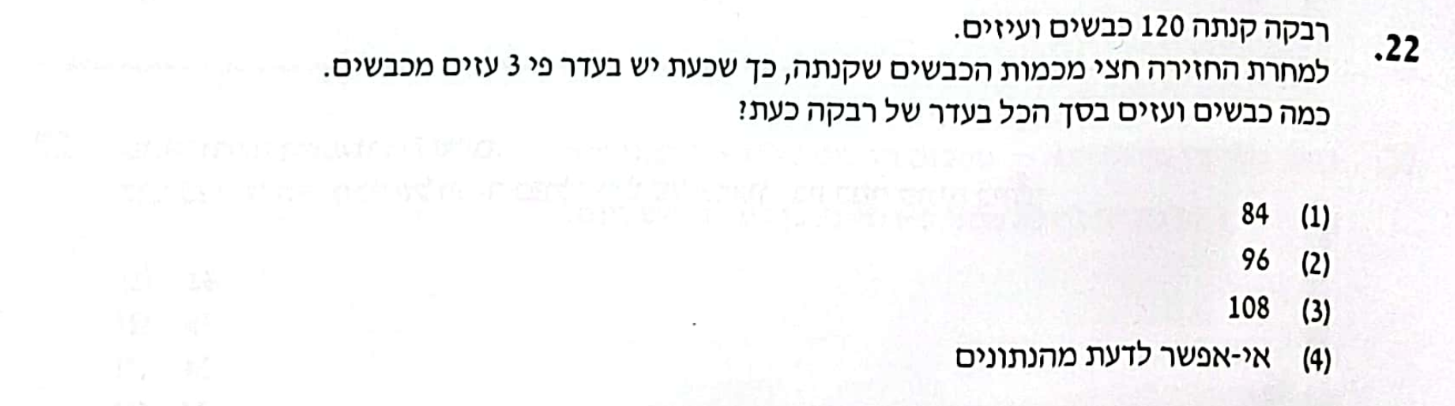 22. רבקה קנתה 120 כבשים ועיזים.
למחרת החזירה חצי מכמות הכבשים שקנתה, כך שכעת יש בעדר פי 3 עזים מכבשים.
כמה כבשים ועזים בסך הכל בעדר של רבקה כעת?
(1) 84
(2) 96
(3) 108
(4) אי-אפשר לדעת מהנתונים